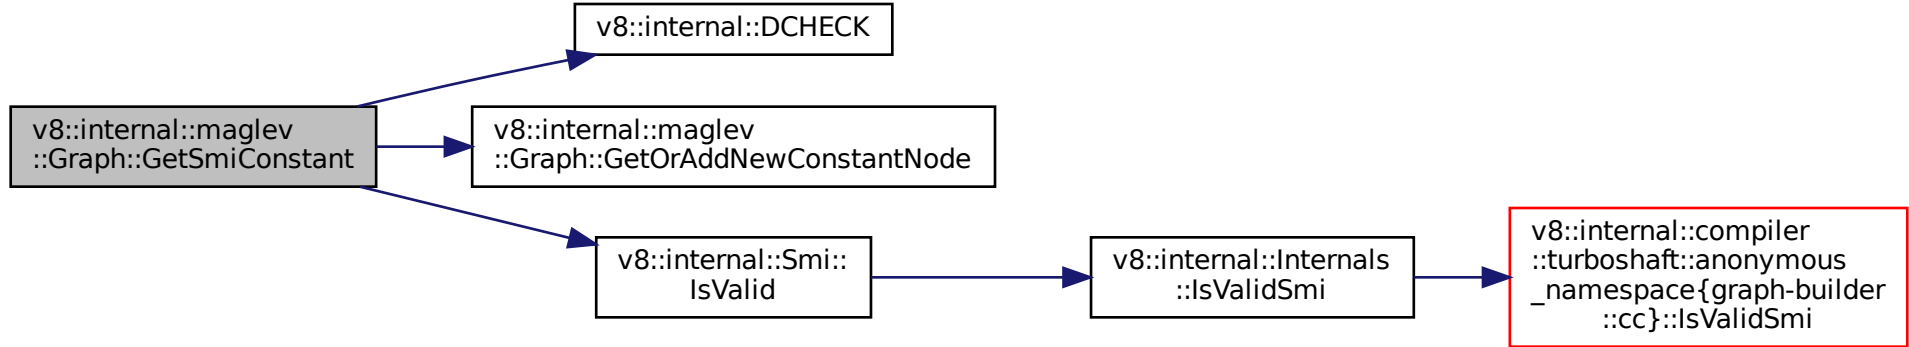 v8::internal::DCHECK
v8::internal::maglev
::Graph::GetSmiConstant
v8::internal::maglev
::Graph::GetOrAddNewConstantNode
v8::internal::Smi::
IsValid
v8::internal::Internals
::IsValidSmi
v8::internal::compiler
::turboshaft::anonymous
_namespace{graph-builder
::cc}::IsValidSmi